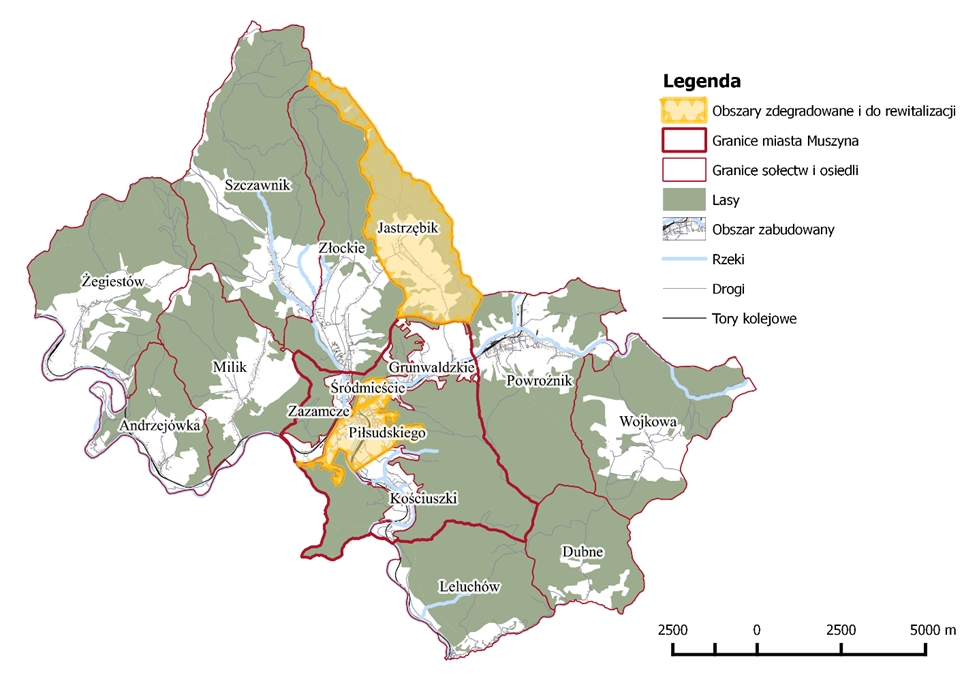 Legenda
Obszary zdegradowane i do rewitalizacji
Granice miasta Muszyna
Granice sołectw i osiedli
Lasy
Obszar zabudowany
Rzeki
Drogi
Tory kolejowe
Szczawnik
Jastrzębik
Złockie
Żegiestów
Milik
Grunwaldzkie
Powroźnik
Śródmieście
Zazamcze
Andrzejówka
Piłsudskiego
Wojkowa
Kościuszki
Dubne
Leluchów
2500 0 2500 5000 m